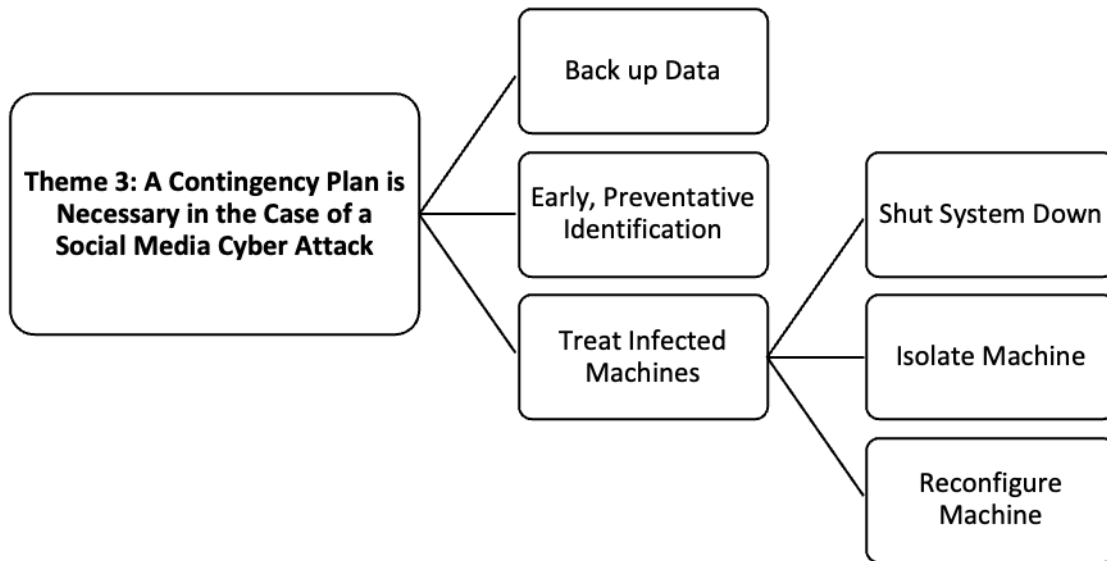 Theme 3: A Contingency Plan is
Necessary in the Case of a
Social Media Cyber Attack
Back up Data
Early, Preventative
Identification
Treat Infected
Machines
Shut System Down
Isolate Machine
Reconfigure
Machine